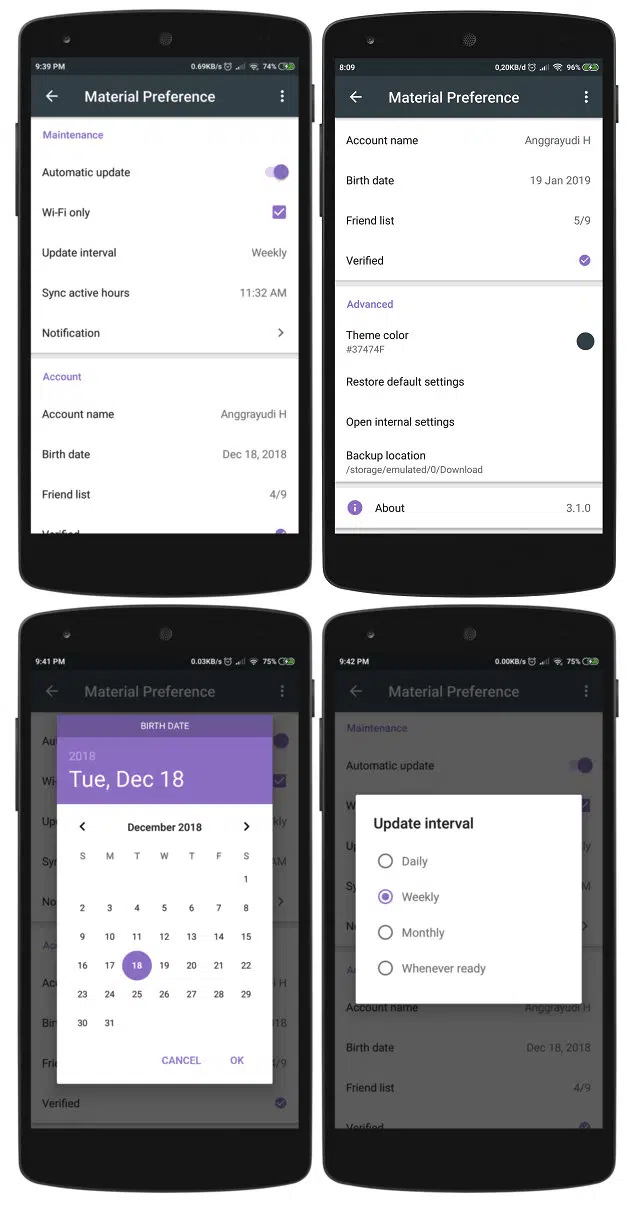 9:39 PM 0.69KB/s 74%
Material Preference
Maintenance
Automatic update
Wi-Fi only
Update interval Weekly
Sync active hours 11:32 AM
Notification
Account
Account name Anggrayudi H
Birth date Dec 18, 2018
Friend list 4/9
Verified
8:09 0,20KB/d 96%
Material Preference
Account name Anggrayudi H
Birth date 19 Jan 2019
Friend list 5/9
Verified
Advanced
Theme color
#37474F
Restore default settings
Open internal settings
Backup location
/storage/emulated/0/Download
About 3.1.0
9:41 PM 0.03KB/s 75%
Material Preference
BIRTH DATE
2018
Tue, Dec 18
December 2018
S M T W T F S
1
2 3 4 5 6 7 8
9 10 11 12 13 14 15
16 17 18 19 20 21 22
23 24 25 26 27 28 29
30 31
CANCEL OK
Verified
9:42 PM 0.00KB/s 75%
Material Preference
Maintenance
Automatic update
Update interval
Daily
Weekly
Monthly
Whenever ready
Account name Anggrayudi H
Birth date Dec 18, 2018
Friend list 4/9
Verified